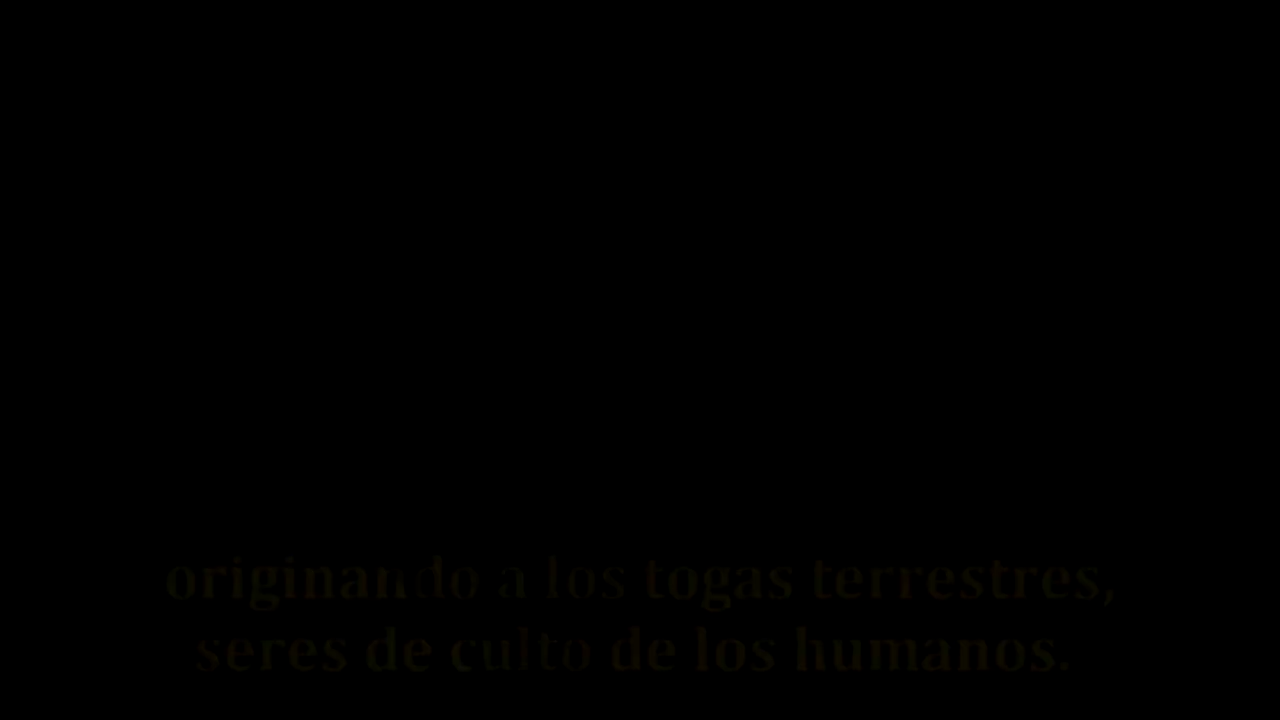 originando a los togas terrestres,
seres de culto de los humanos.